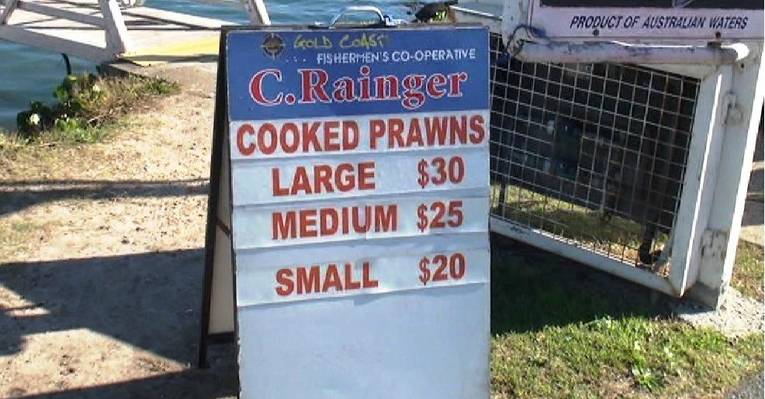 PRODUCT OF AUSTRALIAN WATERS
GOLD COAST
... FISHERMEN'S CO-OPERATIVE
C.Rainger
COOKED PRAWNS
LARGE $30
MEDIUM $25
SMALL $20